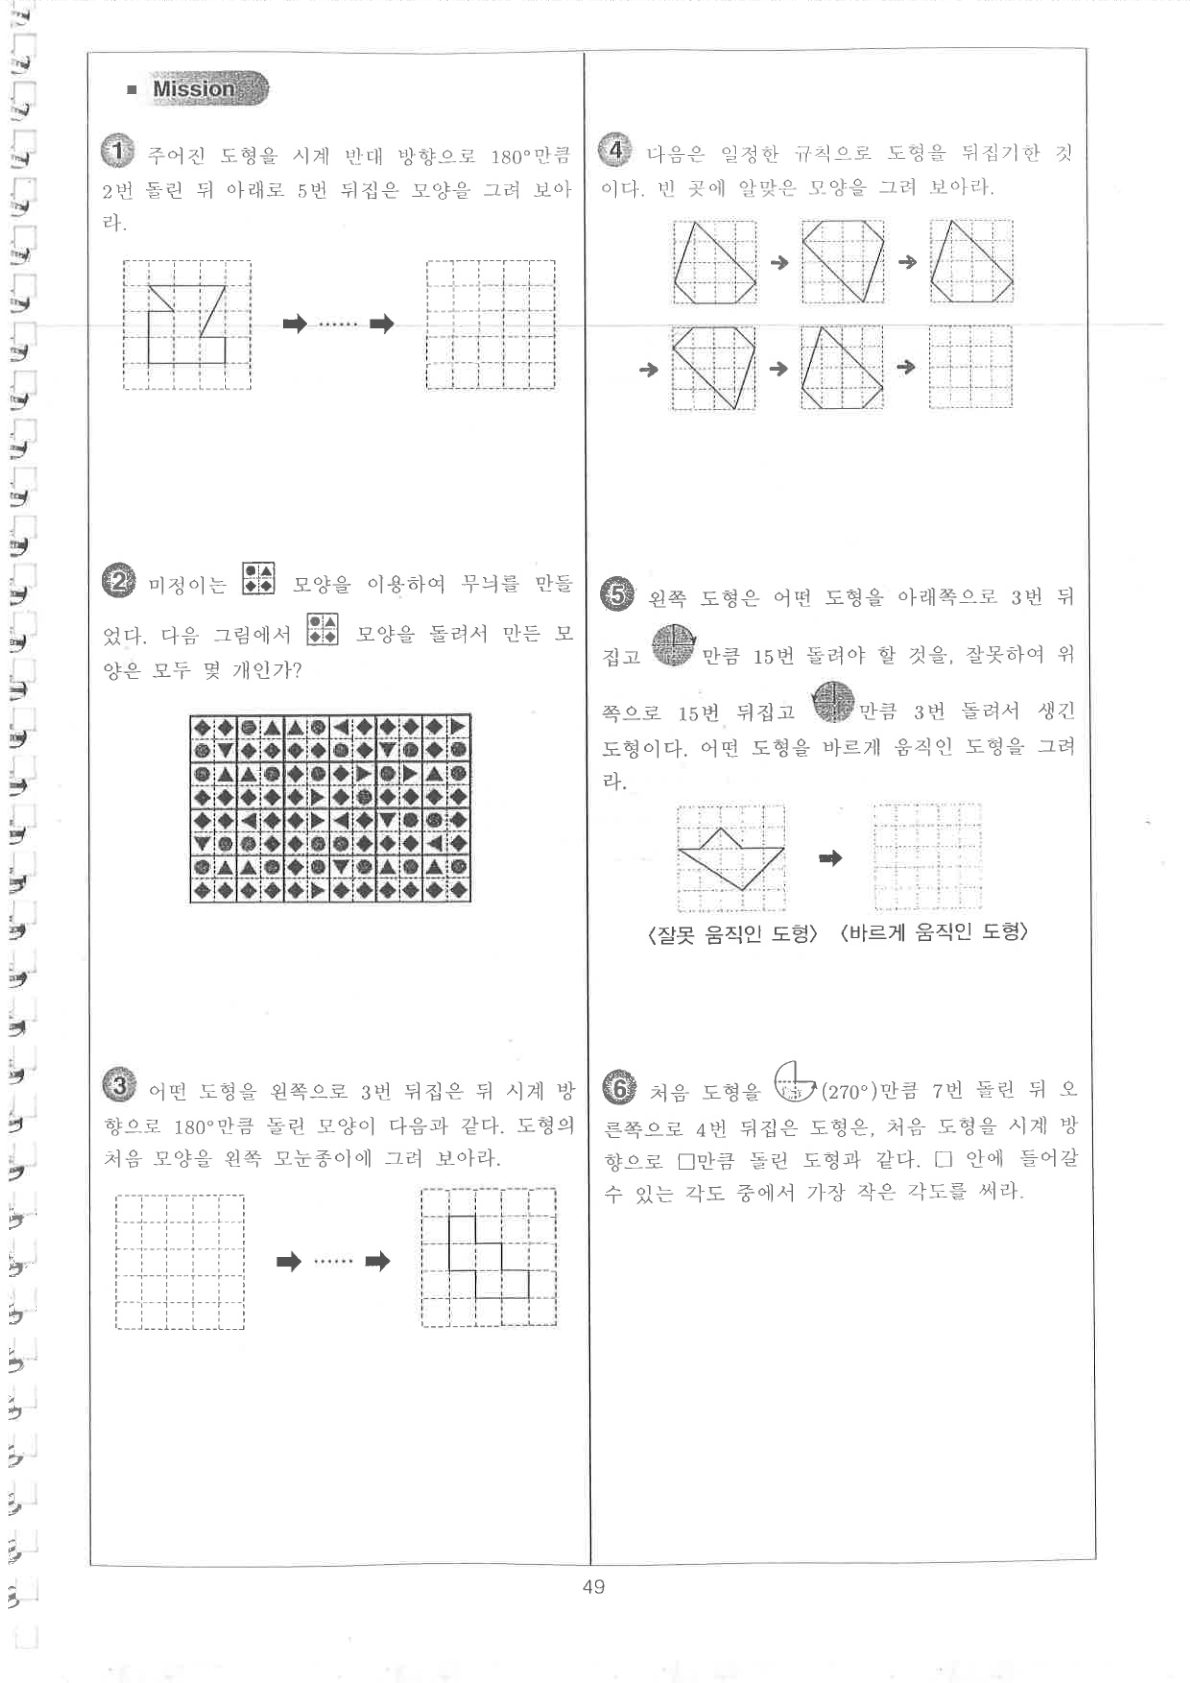 Mission
1 주어진 도형을 시계 반대 방향으로 180°만큼
2번 돌린 뒤 아래로 5번 뒤집은 모양을 그려 보아
라.
2 미정이는 모양을 이용하여 무늬를 만들
었다. 다음 그림에서 모양을 돌려서 만든 모
양은 모두 몇 개인가?
3 어떤 도형을 왼쪽으로 3번 뒤집은 뒤 시계 방
향으로 180°만큼 돌린 모양이 다음과 같다. 도형의
처음 모양을 왼쪽 모눈종이에 그려 보아라.
4 다음은 일정한 규칙으로 도형을 뒤집기한 것
이다. 빈 곳에 알맞은 모양을 그려 보아라.
5 왼쪽 도형은 어떤 도형을 아래쪽으로 3번 뒤
집고 만큼 15번 돌려야 할 것을, 잘못하여 위
쪽으로 15번 뒤집고 만큼 3번 돌려서 생긴
도형이다. 어떤 도형을 바르게 움직인 도형을 그려
라.
〈잘못 움직인 도형〉 〈바르게 움직인 도형〉
6 처음 도형을 (270°)만큼 7번 돌린 뒤 오
른쪽으로 4번 뒤집은 도형은, 처음 도형을 시계 방
향으로 □만큼 돌린 도형과 같다. □ 안에 들어갈
수 있는 각도 중에서 가장 작은 각도를 써라.
49